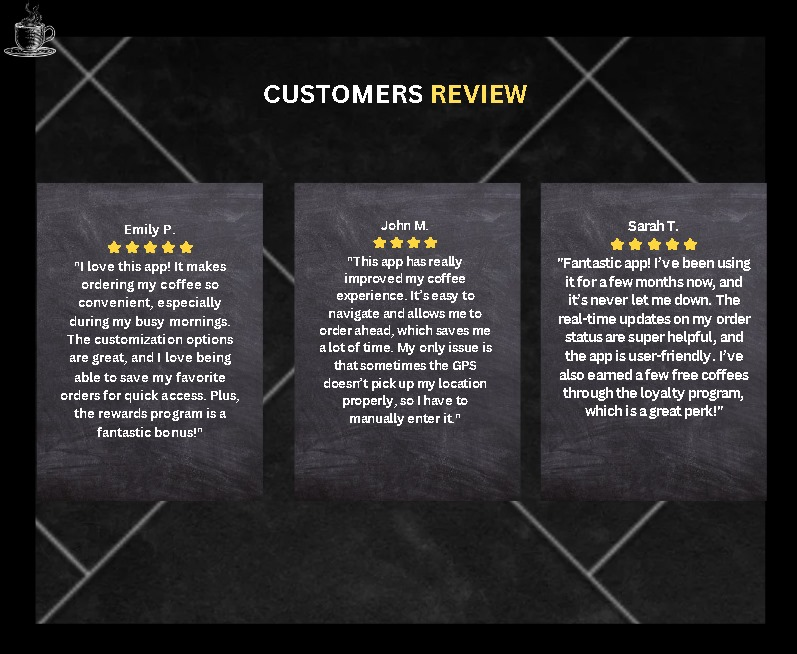 CUSTOMERS REVIEW
Emily P.
"I love this app! It makes
ordering my coffee so
convenient, especially
during my busy mornings.
The customization options
are great, and I love being
able to save my favorite
orders for quick access. Plus,
the rewards program is a
fantastic bonus!"
John M.
"This app has really
improved my coffee
experience. It's easy to
navigate and allows me to
order ahead, which saves me
a lot of time. My only issue is
that sometimes the GPS
doesn't pick up my location
properly, so I have to
manually enter it."
Sarah T.
"Fantastic app! I've been using
it for a few months now, and
it's never let me down. The
real-time updates on my order
status are super helpful, and
the app is user-friendly. I've
also earned a few free coffees
through the loyalty program,
which is a great perk!"